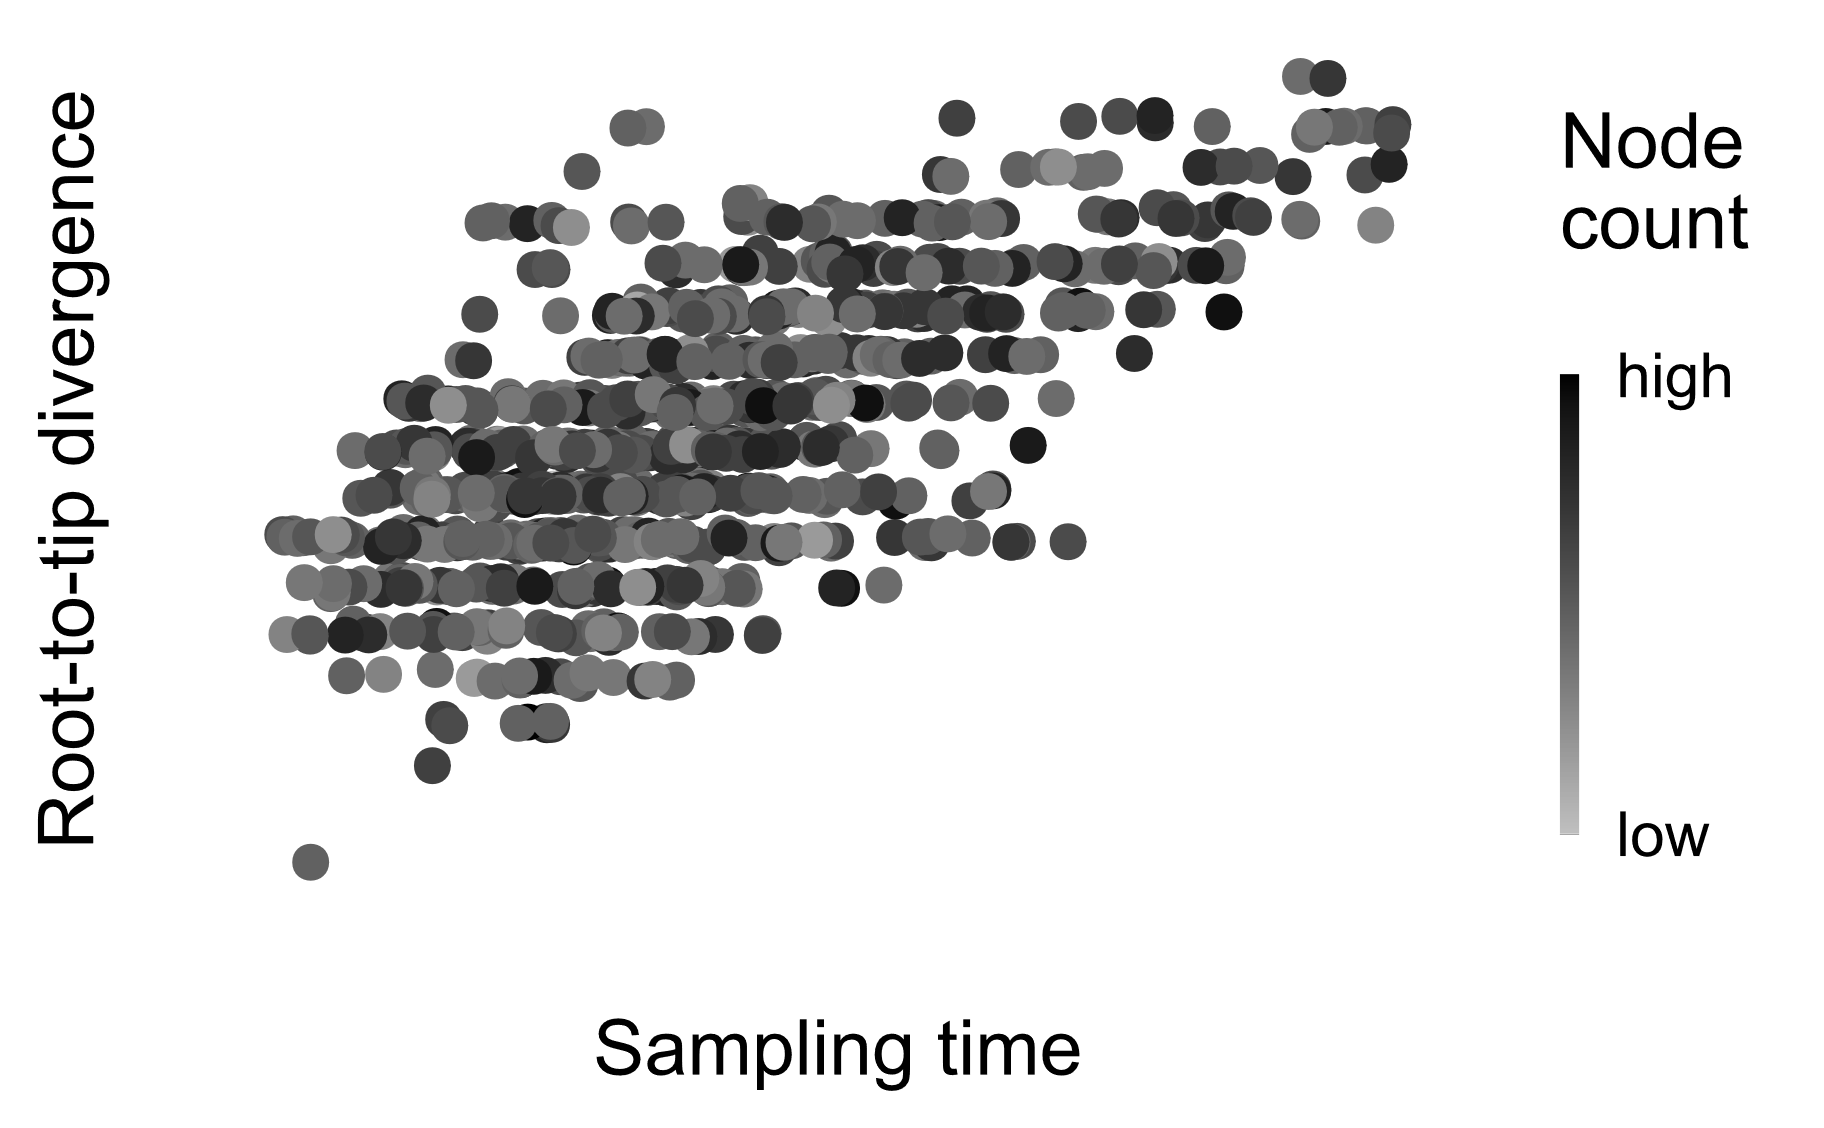 Root-to-tip divergence
Node
count
high
low
Sampling time